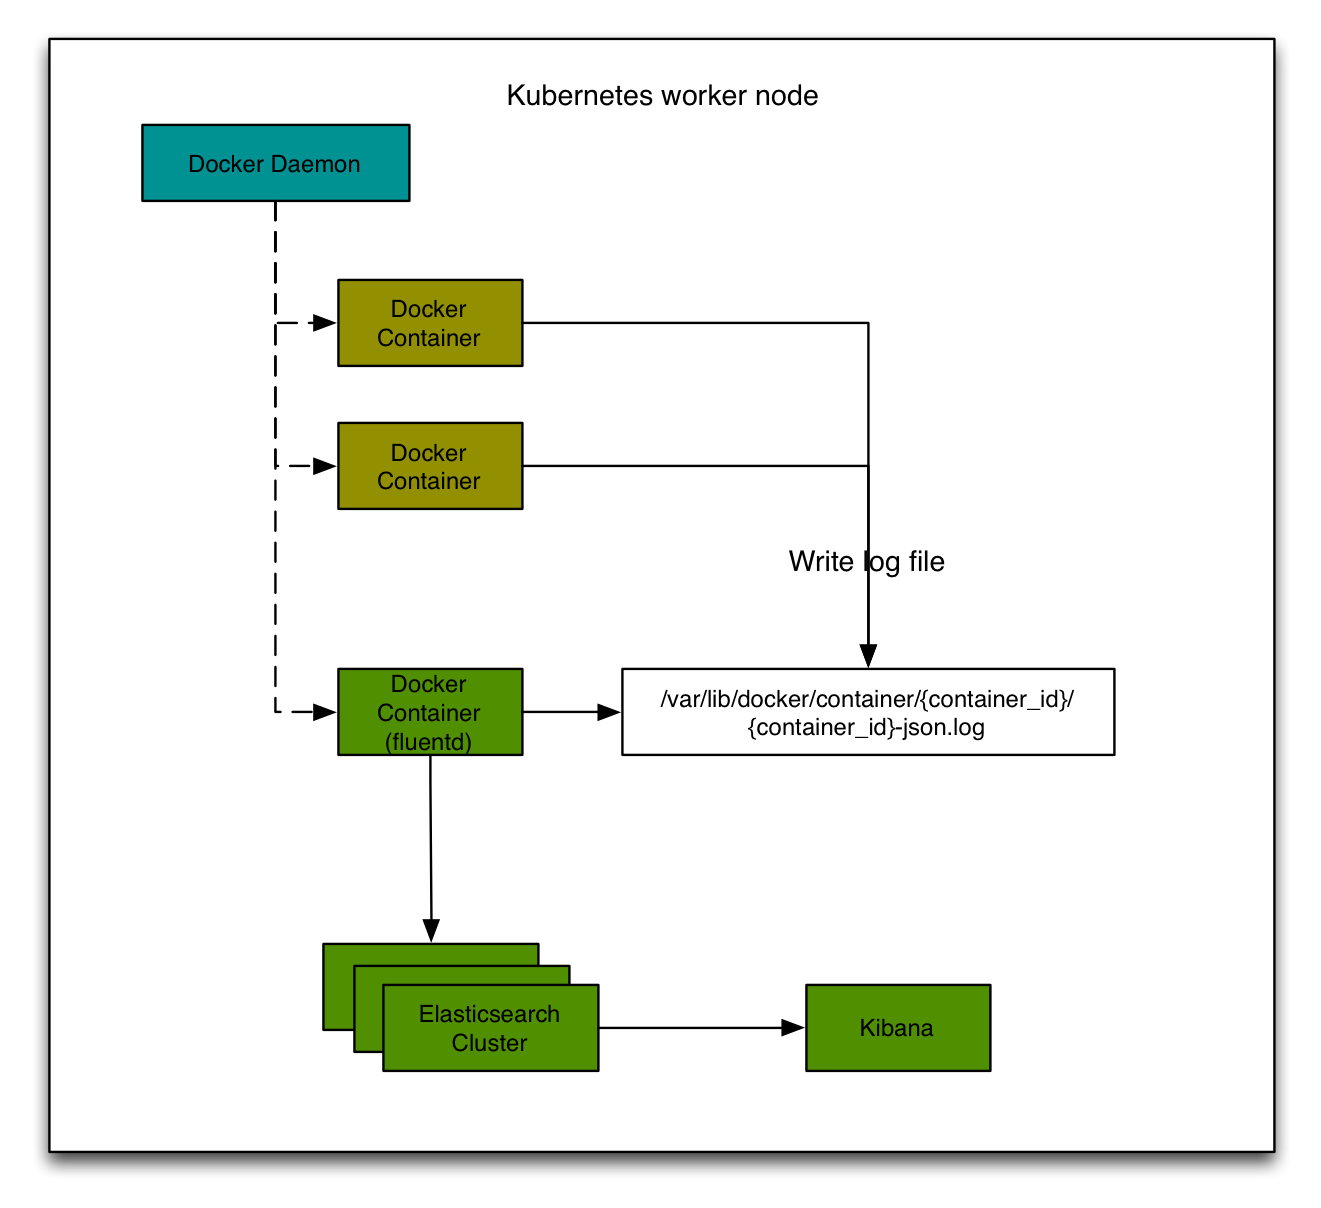 Kubernetes worker node
Docker Daemon
Docker
Container
Docker
Container
Write log file
Docker
Container
(fluentd)
/var/lib/docker/container/{container_id}/
{container_id}-json.log
Elasticsearch
Cluster
Kibana